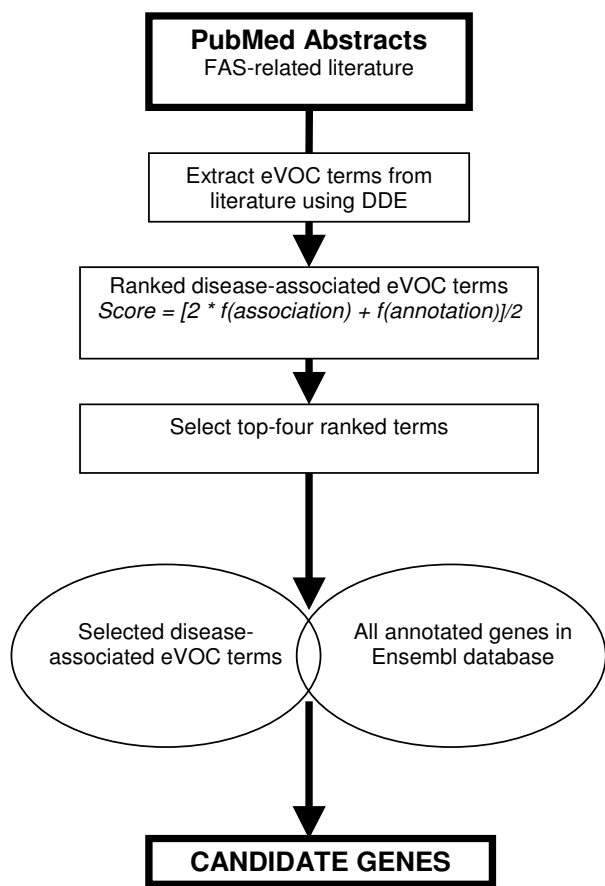 PubMed Abstracts
FAS-related literature
Extract eVOC terms from
literature using DDE
Ranked disease-associated eVOC terms
Score = [2 * f(association) + f(annotation)]/2
Select top-four ranked terms
Selected disease-
associated eVOC terms
All annotated genes in
Ensembl database
CANDIDATE GENES